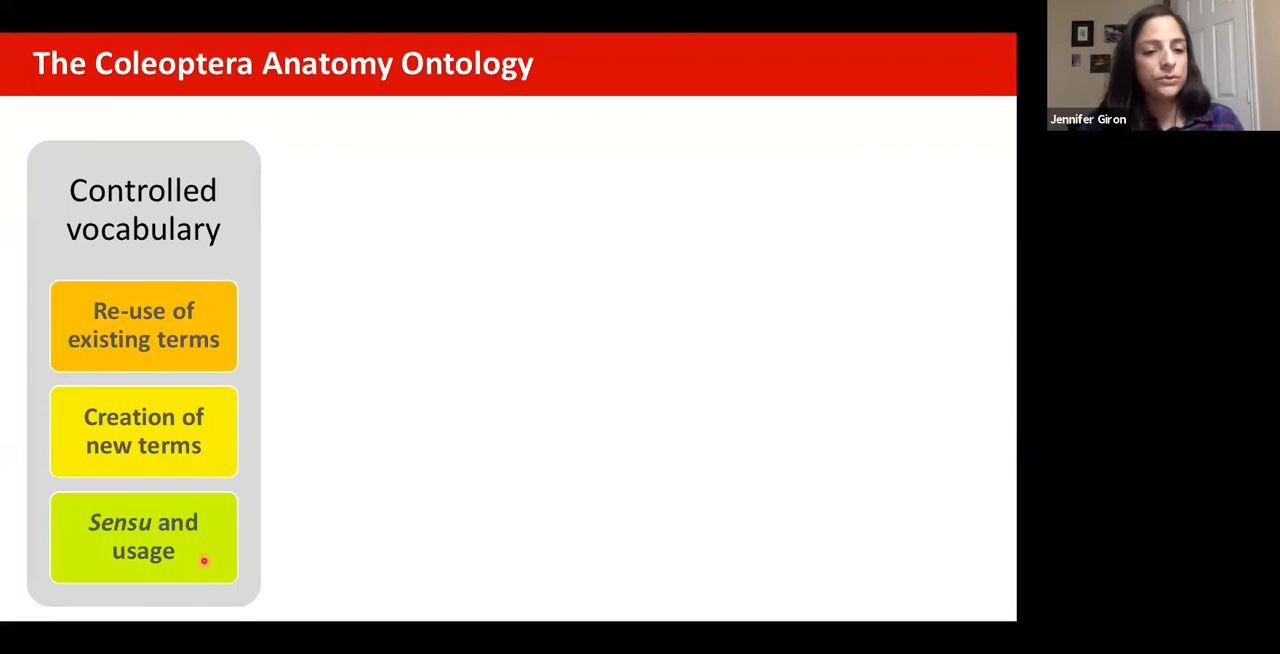 The Coleoptera Anatomy Ontology
Jennifer Giron
Controlled
vocabulary
Re-use of
existing terms
Creation of
new terms
Sensu and
usage